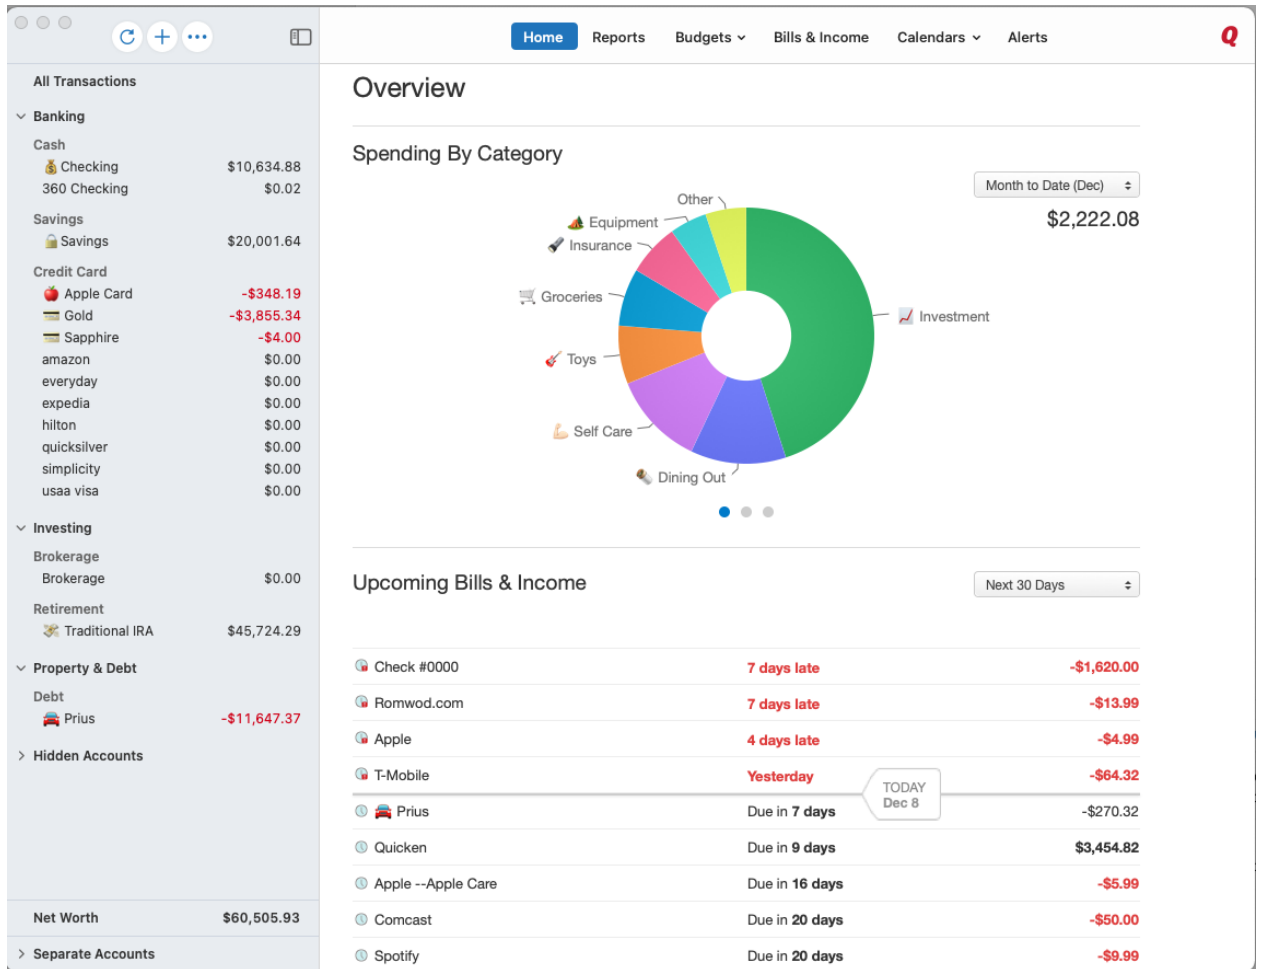 Home Reports Budgets Bills & Income Calendars Alerts Q
All Transactions
Banking
Cash
Checking $10,634.88
360 Checking $0.02
Savings
Savings $20,001.64
Credit Card
Apple Card -$348.19
Gold -$3,855.34
Sapphire -$4.00
amazon $0.00
everyday $0.00
expedia $0.00
hilton $0.00
quicksilver $0.00
simplicity $0.00
usaa visa $0.00
Investing
Brokerage
Brokerage $0.00
Retirement
Traditional IRA $45,724.29
Property & Debt
Debt
Prius -$11,647.37
Hidden Accounts
Net Worth $60,505.93
Separate Accounts
Overview
Spending By Category
Month to Date (Dec)
$2,222.08
Other
Equipment
Insurance
Groceries
Investment
Toys
Self Care
Dining Out
Upcoming Bills & Income
Next 30 Days
Check #0000 7 days late -$1,620.00
Romwod.com 7 days late -$13.99
Apple 4 days late -$4.99
T-Mobile Yesterday -$64.32
TODAY
Dec 8
Prius Due in 7 days -$270.32
Quicken Due in 9 days $3,454.82
Apple --Apple Care Due in 16 days -$5.99
Comcast Due in 20 days -$50.00
Spotify Due in 20 days -$9.99